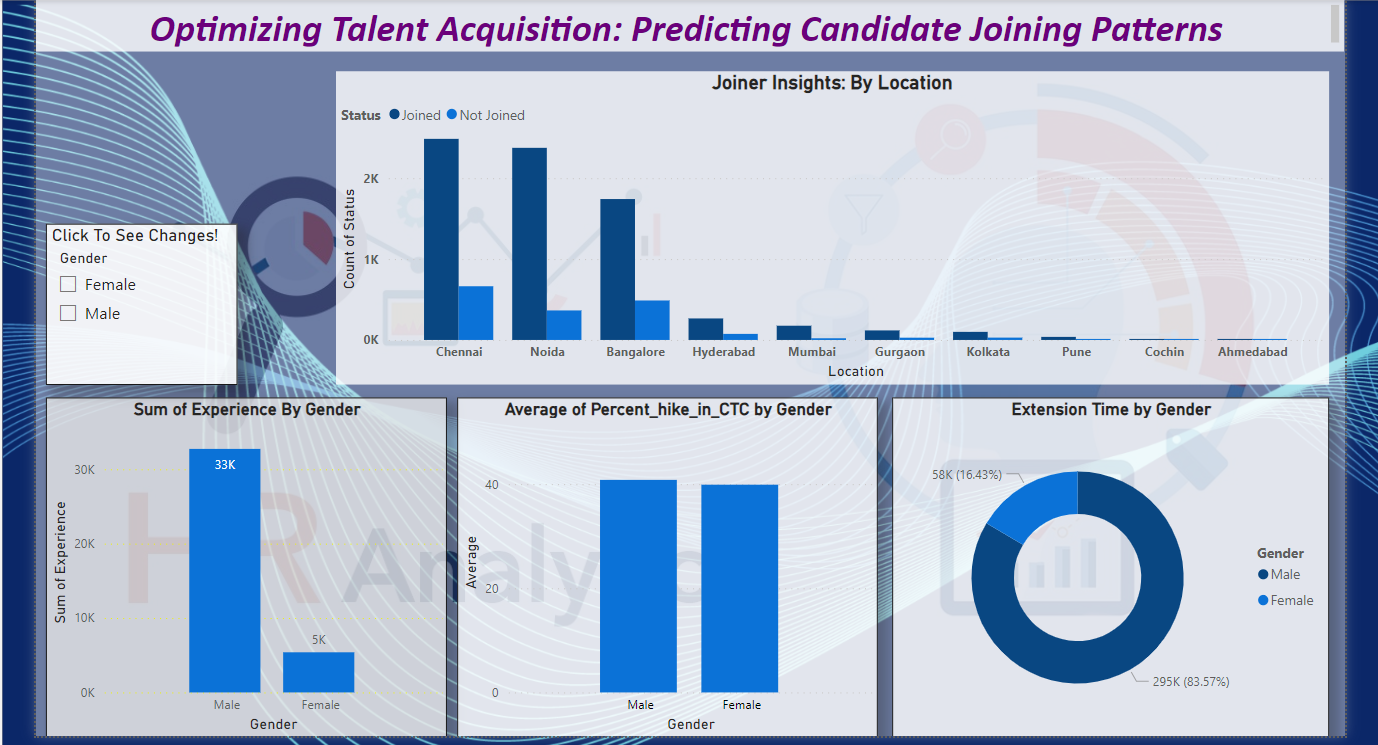 Optimizing Talent Acquisition: Predicting Candidate Joining Patterns
Joiner Insights: By Location
Status Joined Not Joined
Count of Status
2K
1K
0K
Chennai Noida Bangalore Hyderabad Mumbai Gurgaon Kolkata Pune Cochin Ahmedabad
Location
Click To See Changes!
Gender
Female
Male
Sum of Experience By Gender
Sum of Experience
30K
20K
10K
0K
33K
5K
Male Female
Gender
Average of Percent_hike_in_CTC by Gender
Average
40
20
0
Male Female
Gender
Extension Time by Gender
58K (16.43%)
295K (83.57%)
Gender
Male
Female
HR
Analy